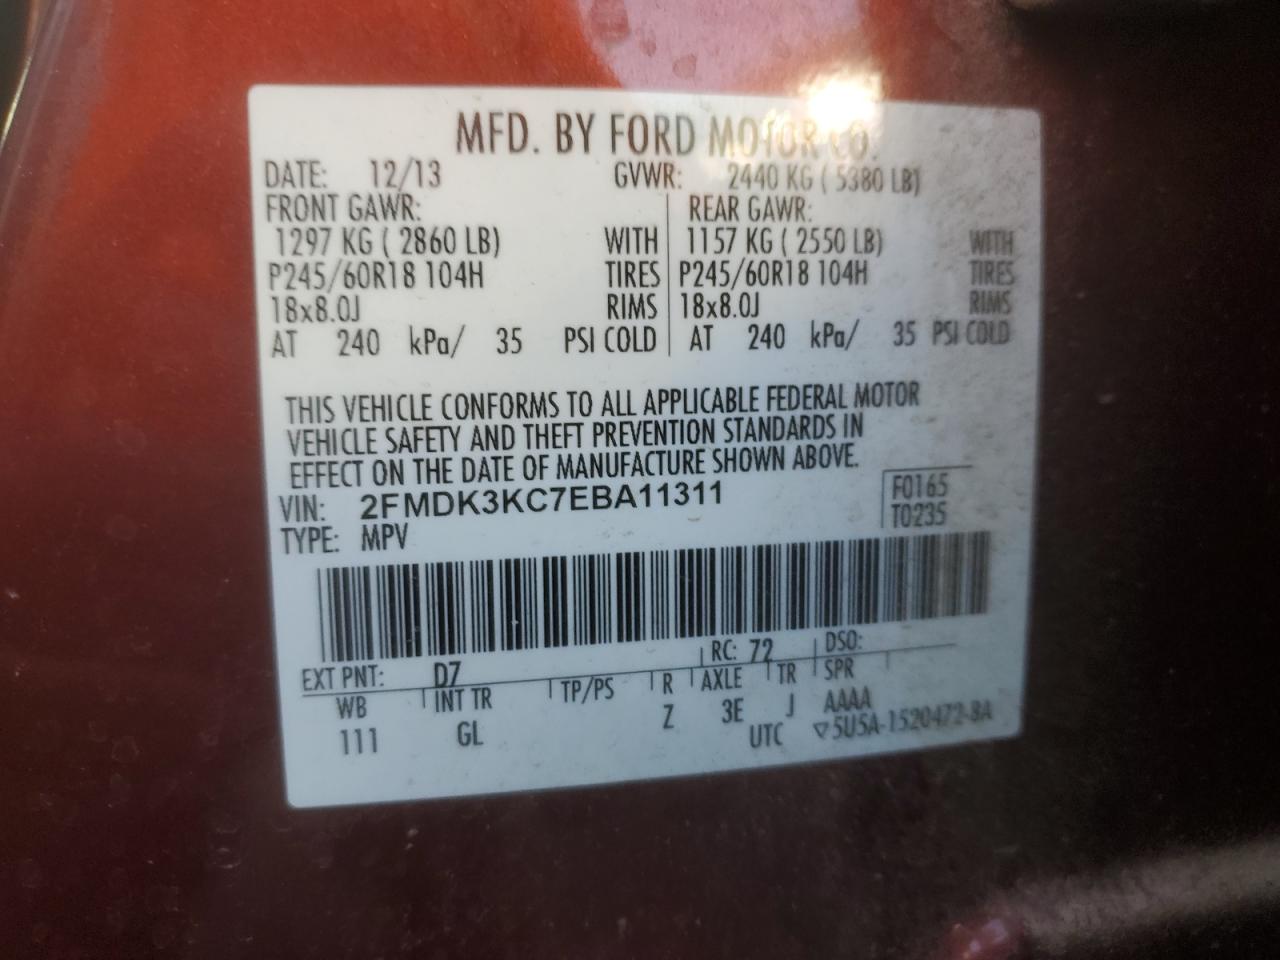 MFD. BY FORD MOTOR CO.
DATE: 12/13 GVWR: 2440 KG ( 5380 LB)
FRONT GAWR: REAR GAWR:
1297 KG ( 2860 LB) WITH 1157 KG ( 2550 LB) WITH
P245/60R18 104H TIRES P245/60R18 104H TIRES
18x8.0J RIMS 18x8.0J RIMS
AT 240 kPa/ 35 PSI COLD AT 240 kPa/ 35 PSI COLD
THIS VEHICLE CONFORMS TO ALL APPLICABLE FEDERAL MOTOR
VEHICLE SAFETY AND THEFT PREVENTION STANDARDS IN
EFFECT ON THE DATE OF MANUFACTURE SHOWN ABOVE.
VIN: 2FMDK3KC7EBA11311 F0165
TYPE: MPV T0235
EXT PNT: D7 RC: 72 DSO:
WB INT TR TP/PS R AXLE TR SPR
111 GL Z 3E J AAAA
UTC ▽5U5A-1520472-BA